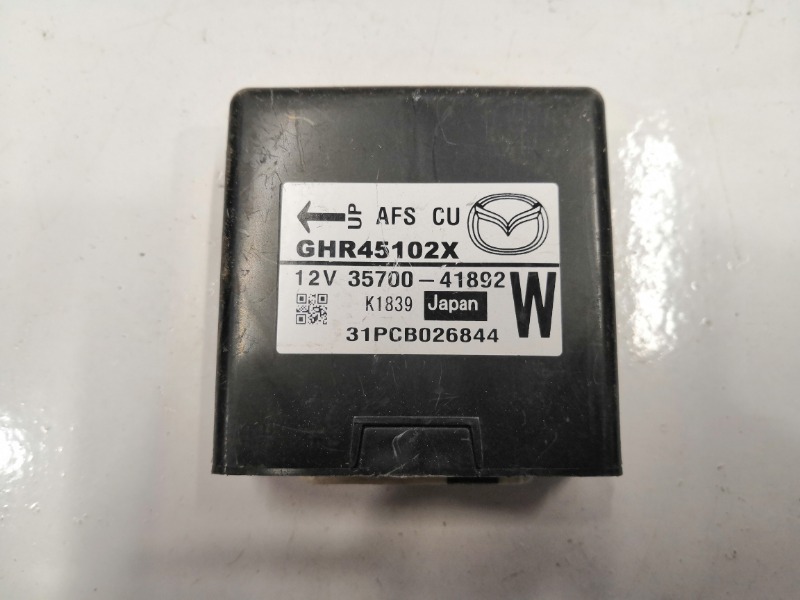 UP AFS CU
GHR45102X
12V 35700-41892
K1839 Japan W
31PCB026844